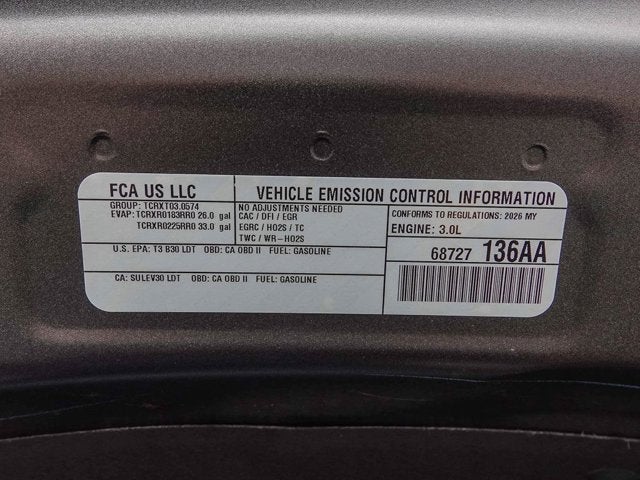 FCA US LLC
VEHICLE EMISSION CONTROL INFORMATION
GROUP: TCRXT03.0574
EVAP: TCRXR0183RR0 26.0 gal
TCRXR0225RR0 33.0 gal
NO ADJUSTMENTS NEEDED
CAC / DFI / EGR
EGRC / HO2S / TC
TWC / WR-HO2S
CONFORMS TO REGULATIONS: 2026 MY
ENGINE: 3.0L
U.S. EPA: T3 B30 LDT OBD: CA OBD II FUEL: GASOLINE
68727 136AA
CA: SULEV30 LDT OBD: CA OBD II FUEL: GASOLINE